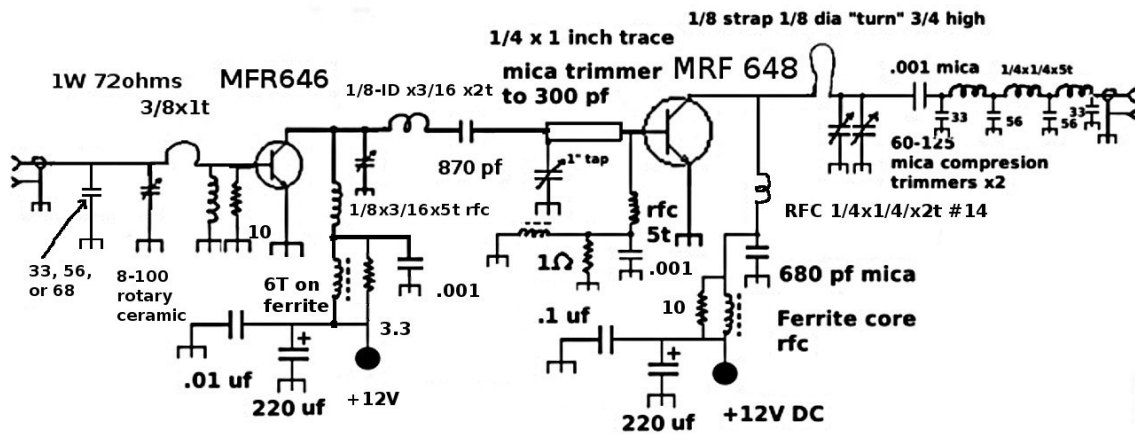 1/8 strap 1/8 dia "turn" 3/4 high
1/4 x 1 inch trace
1W 72ohms
3/8x1t
MFR646
1/8-ID x3/16 x2t
mica trimmer
to 300 pf
MRF 648
.001 mica
1/4x1/4x5t
33
56
56
33
60-125
mica compresion
trimmers x2
870 pf
1" tap
1/8x3/16x5t rfc
rfc
5t
RFC 1/4x1/4/x2t #14
10
33, 56,
or 68
8-100
rotary
ceramic
6T on
ferrite
.001
1Ω
.001
680 pf mica
3.3
.1 uf
10
Ferrite core
rfc
+
.01 uf
220 uf
+12V
+
220 uf
+12V DC